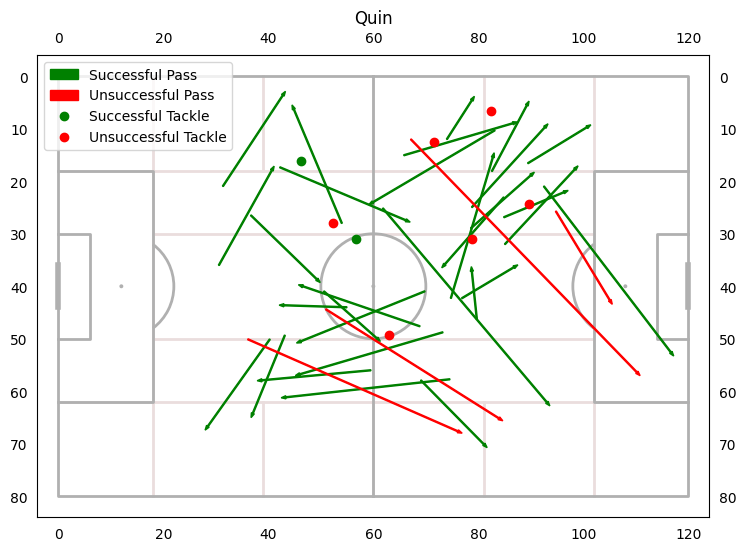 Quin
0 20 40 60 80 100 120
0 0
10 10
20 20
30 30
40 40
50 50
60 60
70 70
80 80
Successful Pass
Unsuccessful Pass
Successful Tackle
Unsuccessful Tackle
0 20 40 60 80 100 120